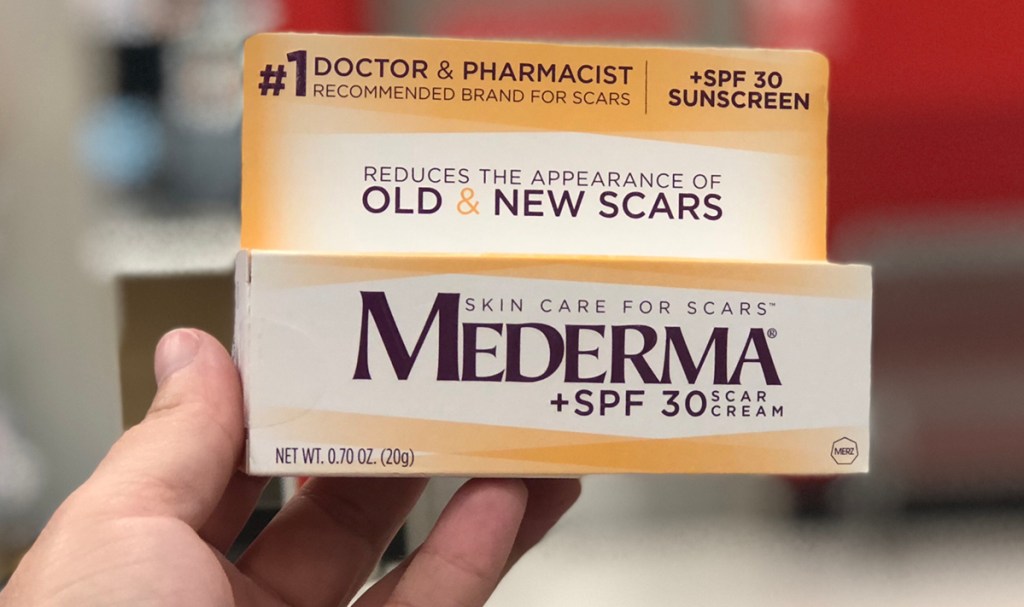 #1 DOCTOR & PHARMACIST
RECOMMENDED BRAND FOR SCARS
+SPF 30
SUNSCREEN
REDUCES THE APPEARANCE OF
OLD & NEW SCARS
SKIN CARE FOR SCARS™
MEDERMA®
+SPF 30 SCAR
CREAM
NET WT. 0.70 OZ. (20g)
MERZ